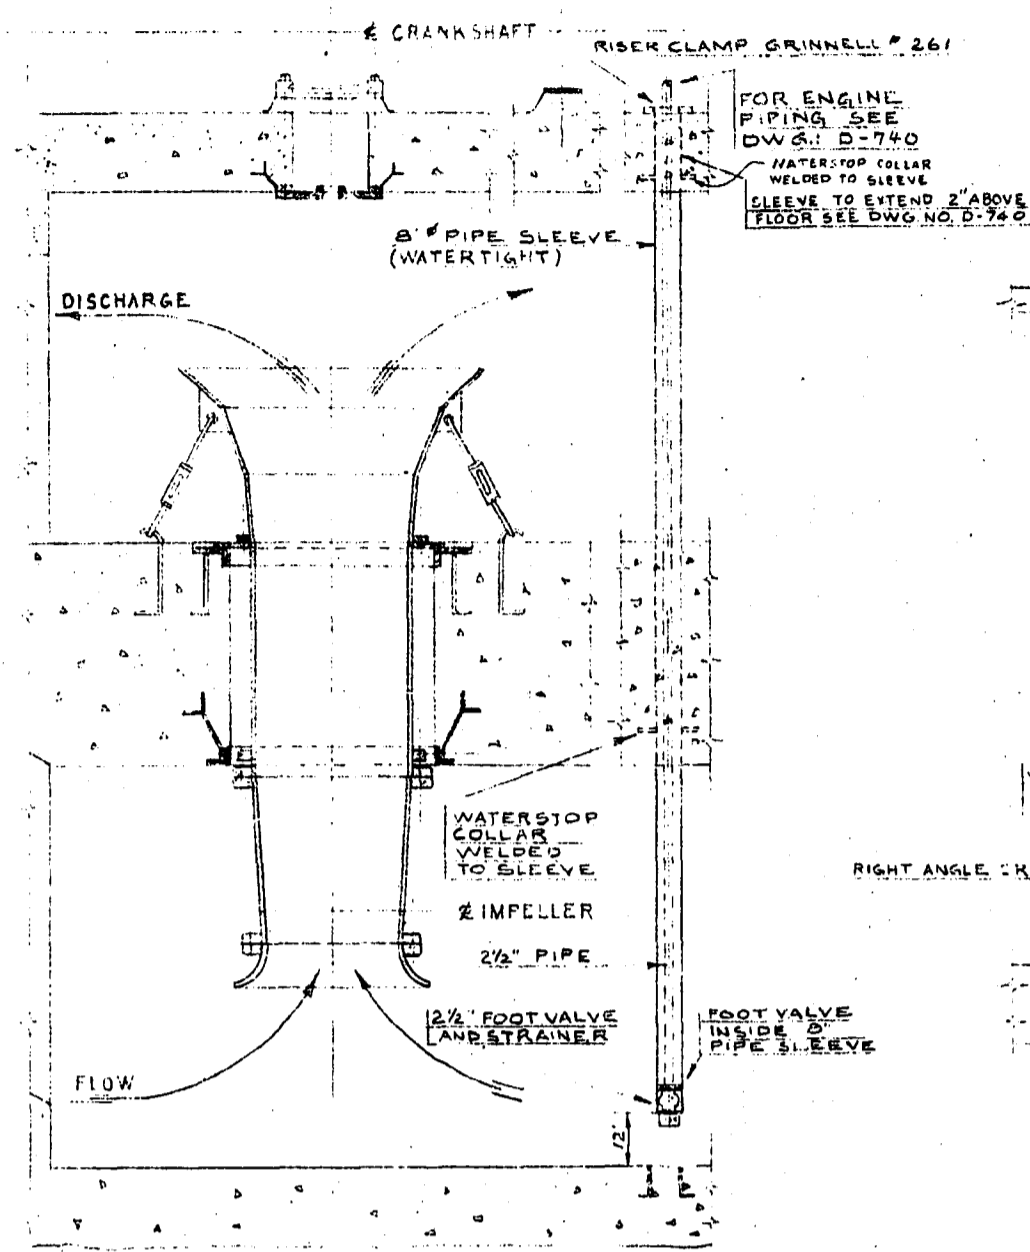 ℄ CRANKSHAFT
RISER CLAMP GRINNELL # 261
FOR ENGINE
PIPING SEE
DWG.: D-740
WATERSTOP COLLAR
WELDED TO SLEEVE
SLEEVE TO EXTEND 2" ABOVE
FLOOR SEE DWG. NO. D-740
8"⌀ PIPE SLEEVE
(WATERTIGHT)
DISCHARGE
WATERSTOP
COLLAR
WELDED
TO SLEEVE
RIGHT ANGLE
℄ IMPELLER
2½" PIPE
2½" FOOT VALVE
AND STRAINER
FOOT VALVE
INSIDE 8"
PIPE SLEEVE
FLOW
12"